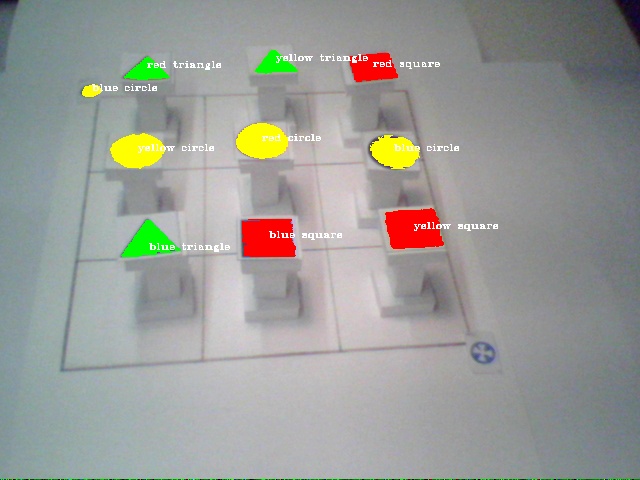 red triangle
yellow triangle
red square
blue circle
yellow circle
red circle
blue circle
blue triangle
blue square
yellow square